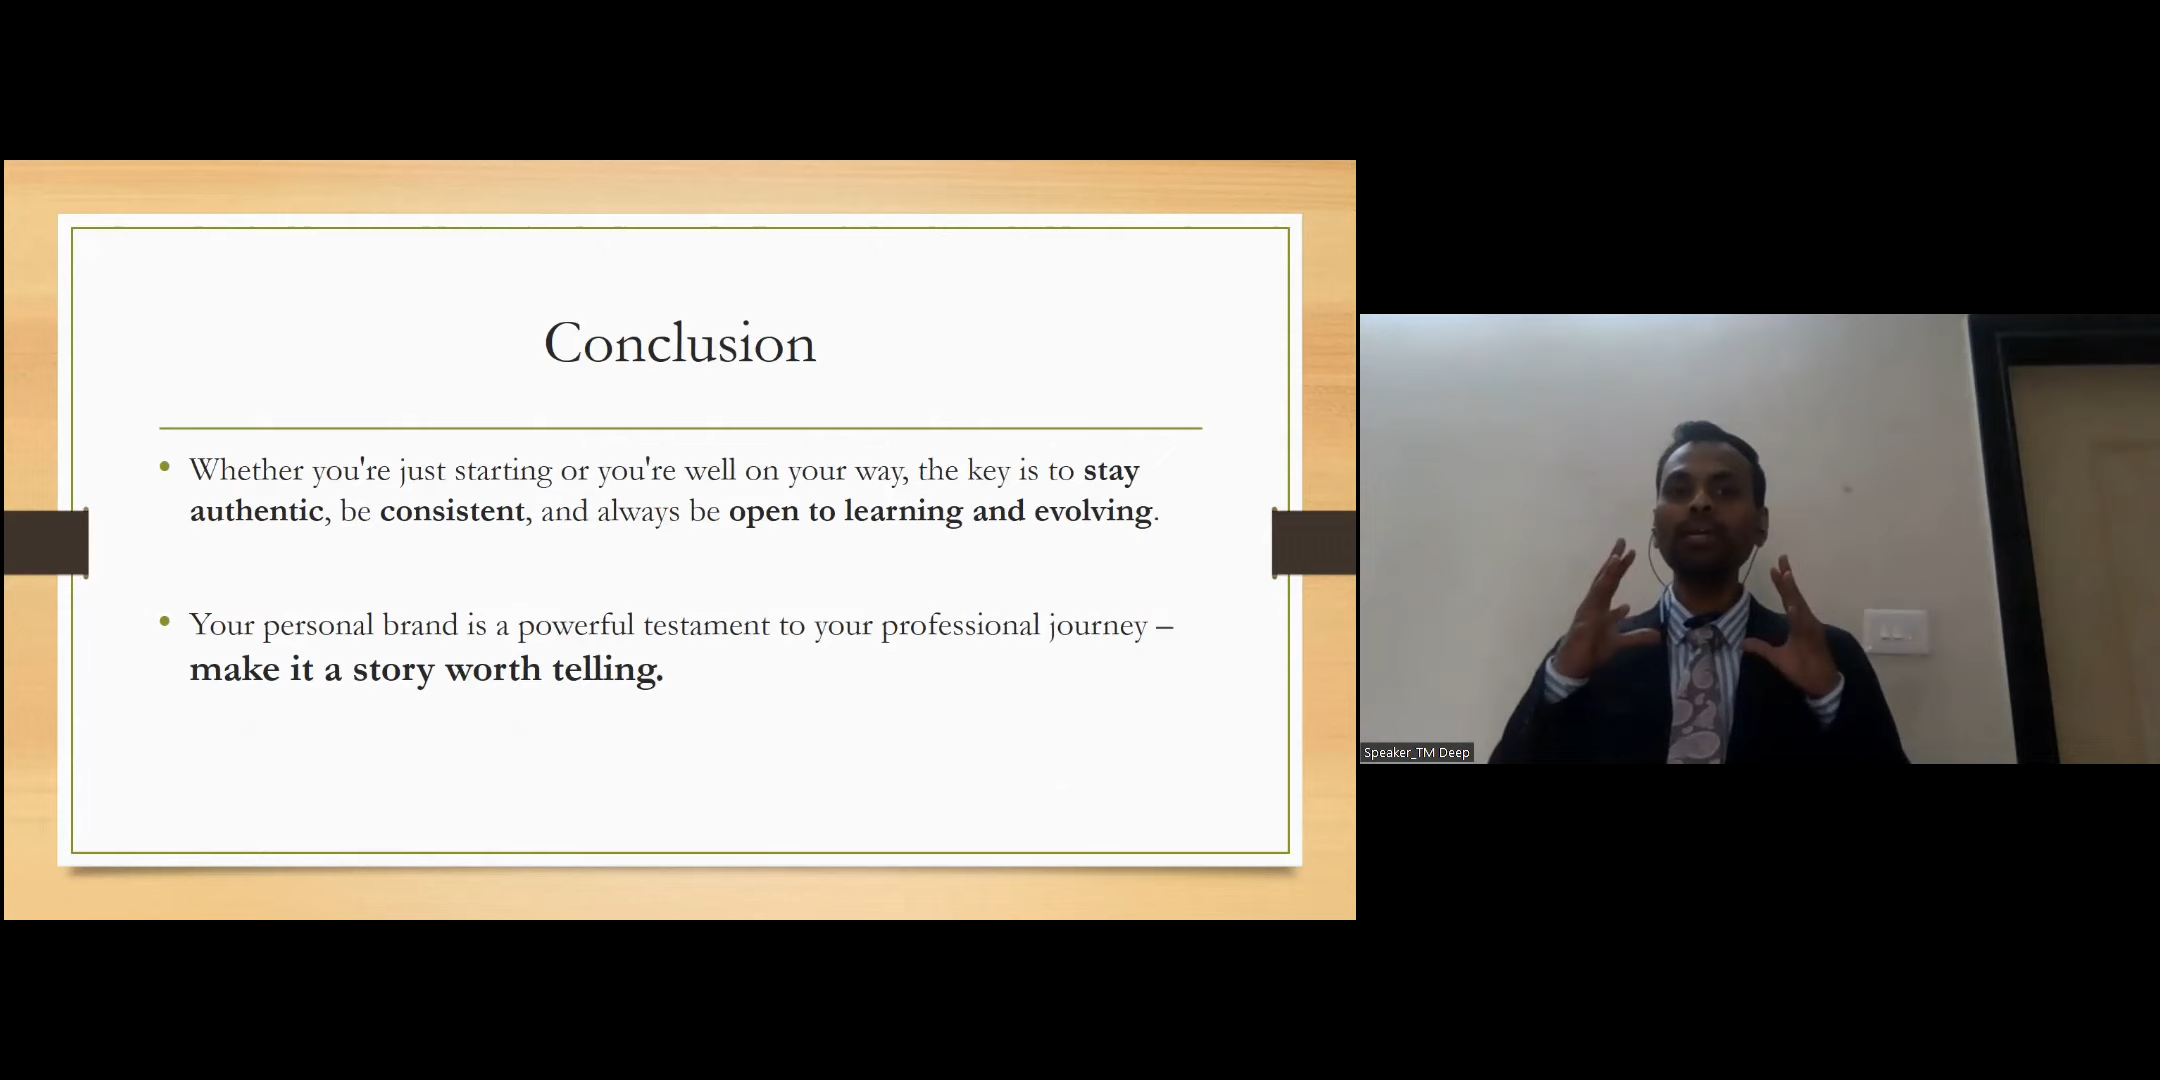 Conclusion
• Whether you're just starting or you're well on your way, the key is to stay
authentic, be consistent, and always be open to learning and evolving.
• Your personal brand is a powerful testament to your professional journey –
make it a story worth telling.
Speaker_TM Deep